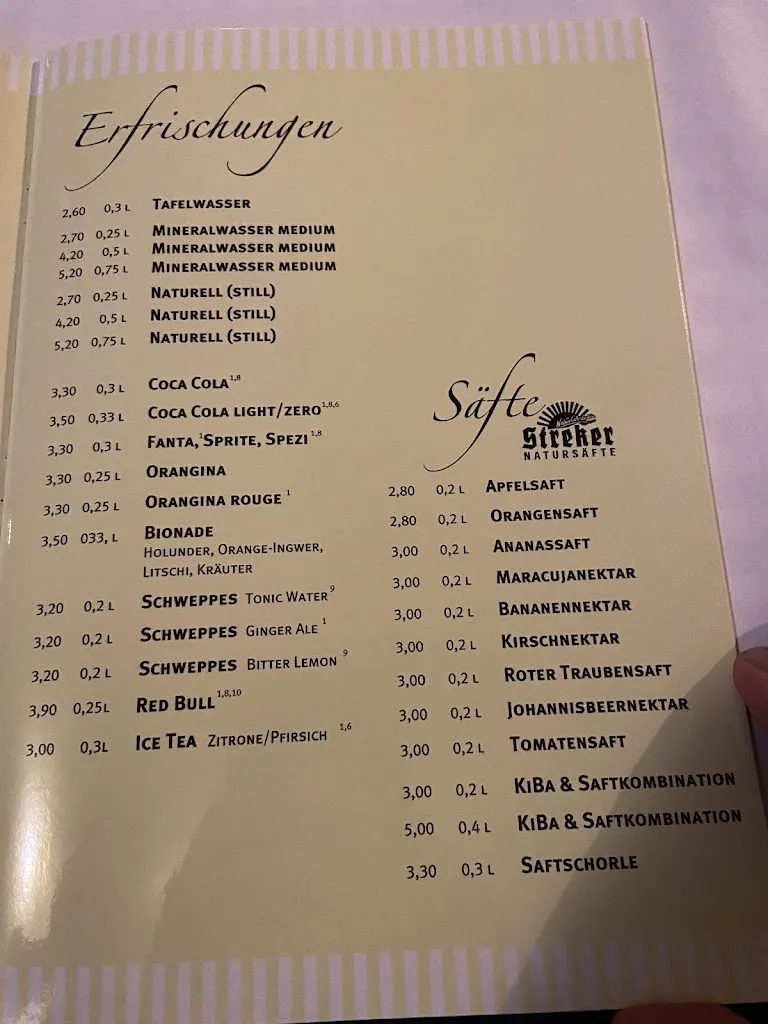 Erfrischungen
2,60 0,3 L TAFELWASSER
2,70 0,25 L MINERALWASSER MEDIUM
4,20 0,5 L MINERALWASSER MEDIUM
5,20 0,75 L MINERALWASSER MEDIUM
2,70 0,25 L NATURELL (STILL)
4,20 0,5 L NATURELL (STILL)
5,20 0,75 L NATURELL (STILL)
3,30 0,3 L COCA COLA 1,8
3,50 0,33 L COCA COLA LIGHT/ZERO 1,8,6
3,30 0,3 L FANTA,1 SPRITE, SPEZI 1,8
3,30 0,25 L ORANGINA
3,30 0,25 L ORANGINA ROUGE 1
3,50 033, L BIONADE
HOLUNDER, ORANGE-INGWER,
LITSCHI, KRÄUTER
3,20 0,2 L SCHWEPPES TONIC WATER 9
3,20 0,2 L SCHWEPPES GINGER ALE 1
3,20 0,2 L SCHWEPPES BITTER LEMON 9
3,90 0,25L RED BULL 1,8,10
3,00 0,3L ICE TEA ZITRONE/PFIRSICH 1,6
Säfte
Streker
NATURSÄFTE
2,80 0,2 L APFELSAFT
2,80 0,2 L ORANGENSAFT
3,00 0,2 L ANANASSAFT
3,00 0,2 L MARACUJANEKTAR
3,00 0,2 L BANANENNEKTAR
3,00 0,2 L KIRSCHNEKTAR
3,00 0,2 L ROTER TRAUBENSAFT
3,00 0,2 L JOHANNISBEERNEKTAR
3,00 0,2 L TOMATENSAFT
3,00 0,2 L KIBA & SAFTKOMBINATION
5,00 0,4 L KIBA & SAFTKOMBINATION
3,30 0,3 L SAFTSCHORLE